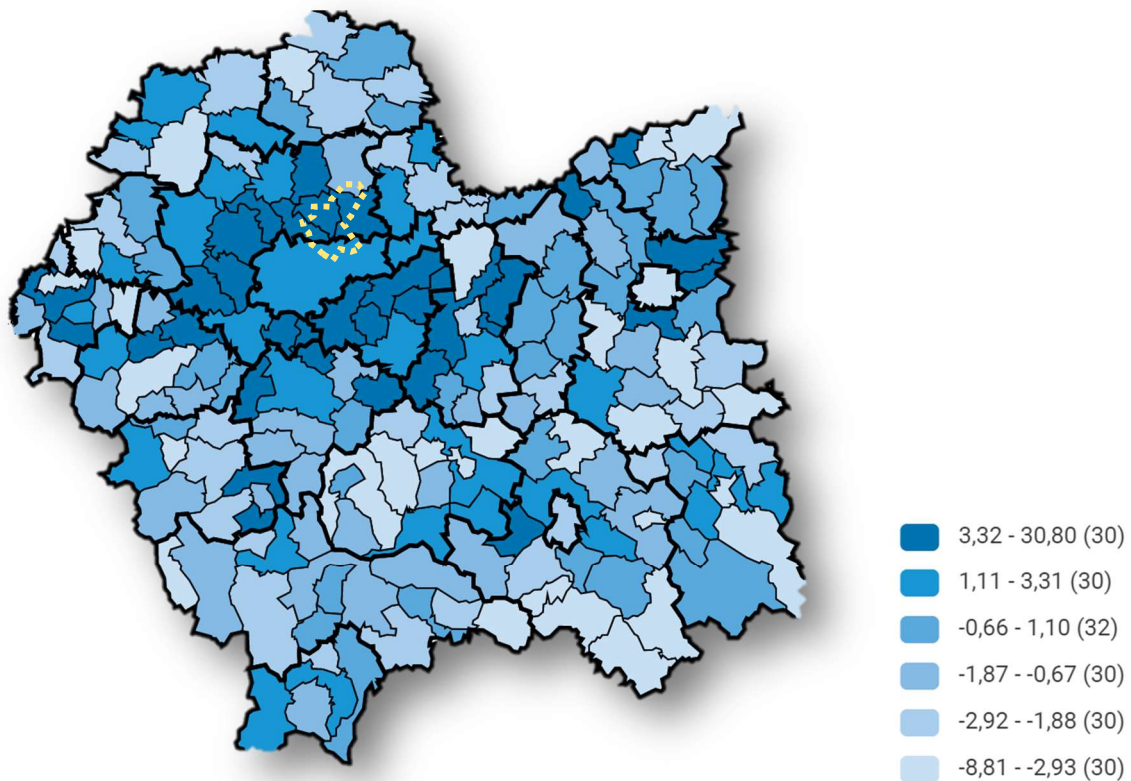 3,32 - 30,80 (30)
1,11 - 3,31 (30)
-0,66 - 1,10 (32)
-1,87 - -0,67 (30)
-2,92 - -1,88 (30)
-8,81 - -2,93 (30)